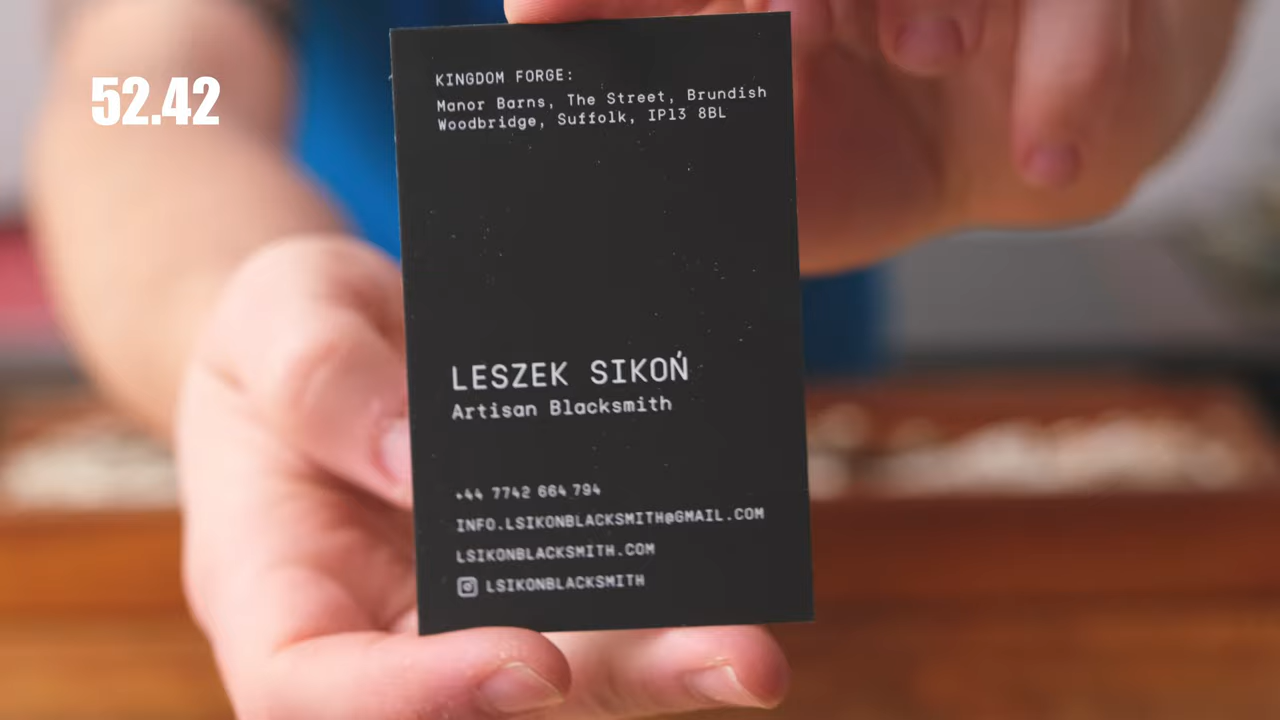 52.42
KINGDOM FORGE:
Manor Barns, The Street, Brundish
Woodbridge, Suffolk, IP13 8BL
LESZEK SIKOŃ
Artisan Blacksmith
+44 7742 664 794
INFO.LSIKONBLACKSMITH@GMAIL.COM
LSIKONBLACKSMITH.COM
LSIKONBLACKSMITH